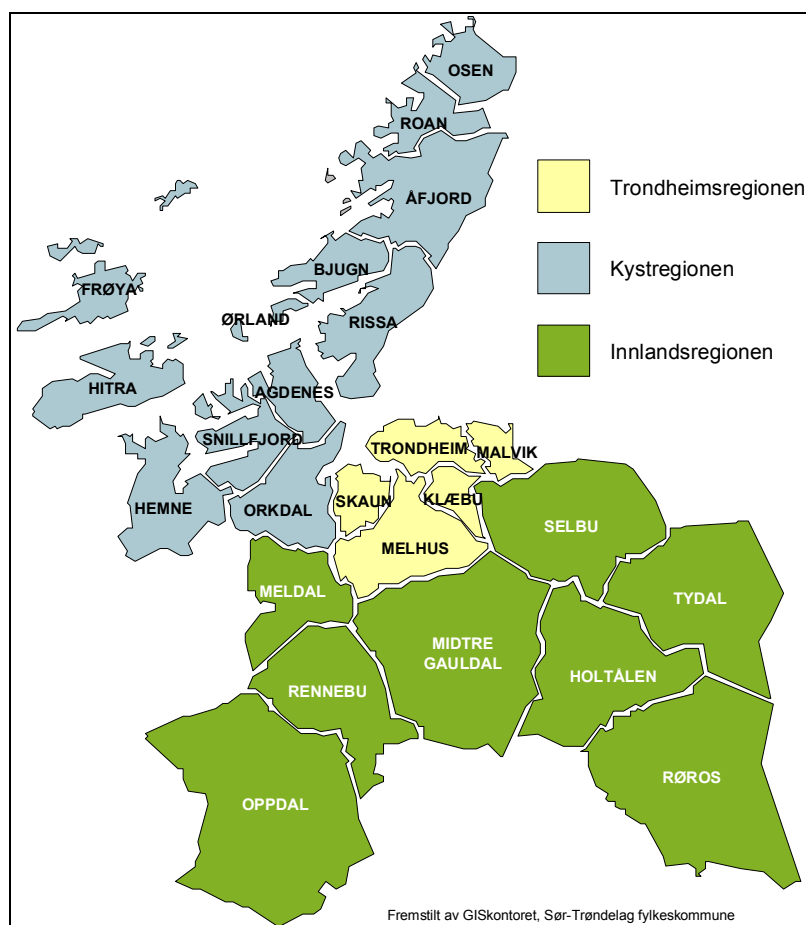 OSEN
ROAN
ÅFJORD
Trondheimsregionen
BJUGN
Kystregionen
FRØYA
ØRLAND
RISSA
Innlandsregionen
HITRA
AGDENES
SNILLFJORD
TRONDHEIM
MALVIK
HEMNE
ORKDAL
SKAUN
KLÆBU
SELBU
MELHUS
MELDAL
TYDAL
MIDTRE
GAULDAL
HOLTÅLEN
RENNEBU
RØROS
OPPDAL
Fremstilt av GISkontoret, Sør-Trøndelag fylkeskommune